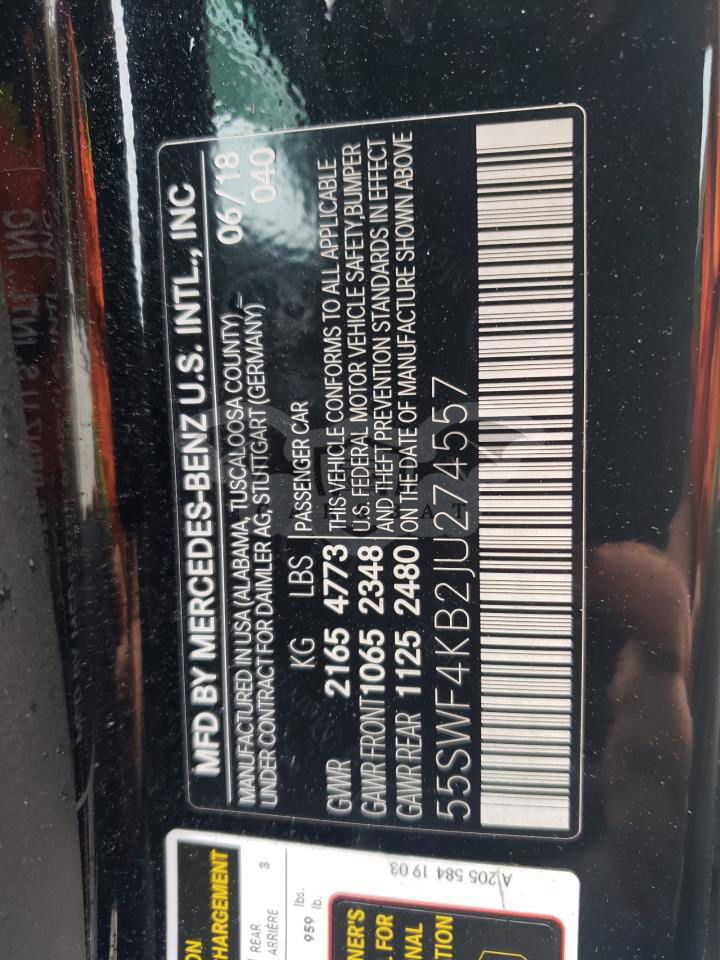 MFD BY MERCEDES-BENZ U.S. INTL., INC
MANUFACTURED IN USA (ALABAMA, TUSCALOOSA COUNTY)
UNDER CONTRACT FOR DAIMLER AG, STUTTGART (GERMANY)
06/18
040
KG LBS PASSENGER CAR
GVWR 2165 4773 THIS VEHICLE CONFORMS TO ALL APPLICABLE
GAWR FRONT 1065 2348 U.S. FEDERAL MOTOR VEHICLE SAFETY,BUMPER
GAWR REAR 1125 2480 AND THEFT PREVENTION STANDARDS IN EFFECT
ON THE DATE OF MANUFACTURE SHOWN ABOVE
55SWF4KB2JU274557
CHARGEMENT
REAR
ARRIÈRE 3
959 lbs.
lb.
A 205 584 19 03